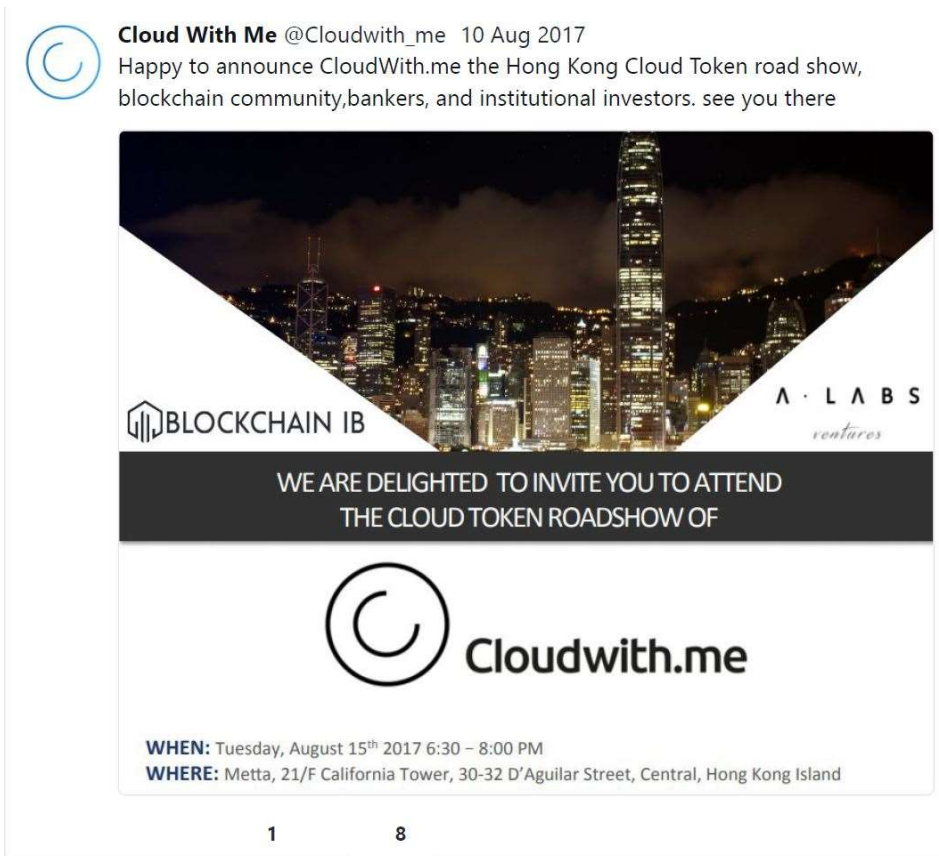 Cloud With Me @Cloudwith_me 10 Aug 2017
Happy to announce CloudWith.me the Hong Kong Cloud Token road show,
blockchain community,bankers, and institutional investors. see you there
BLOCKCHAIN IB
Λ · L Λ B S
ventures
WE ARE DELIGHTED TO INVITE YOU TO ATTEND
THE CLOUD TOKEN ROADSHOW OF
Cloudwith.me
WHEN: Tuesday, August 15th 2017 6:30 – 8:00 PM
WHERE: Metta, 21/F California Tower, 30-32 D’Aguilar Street, Central, Hong Kong Island
1 8